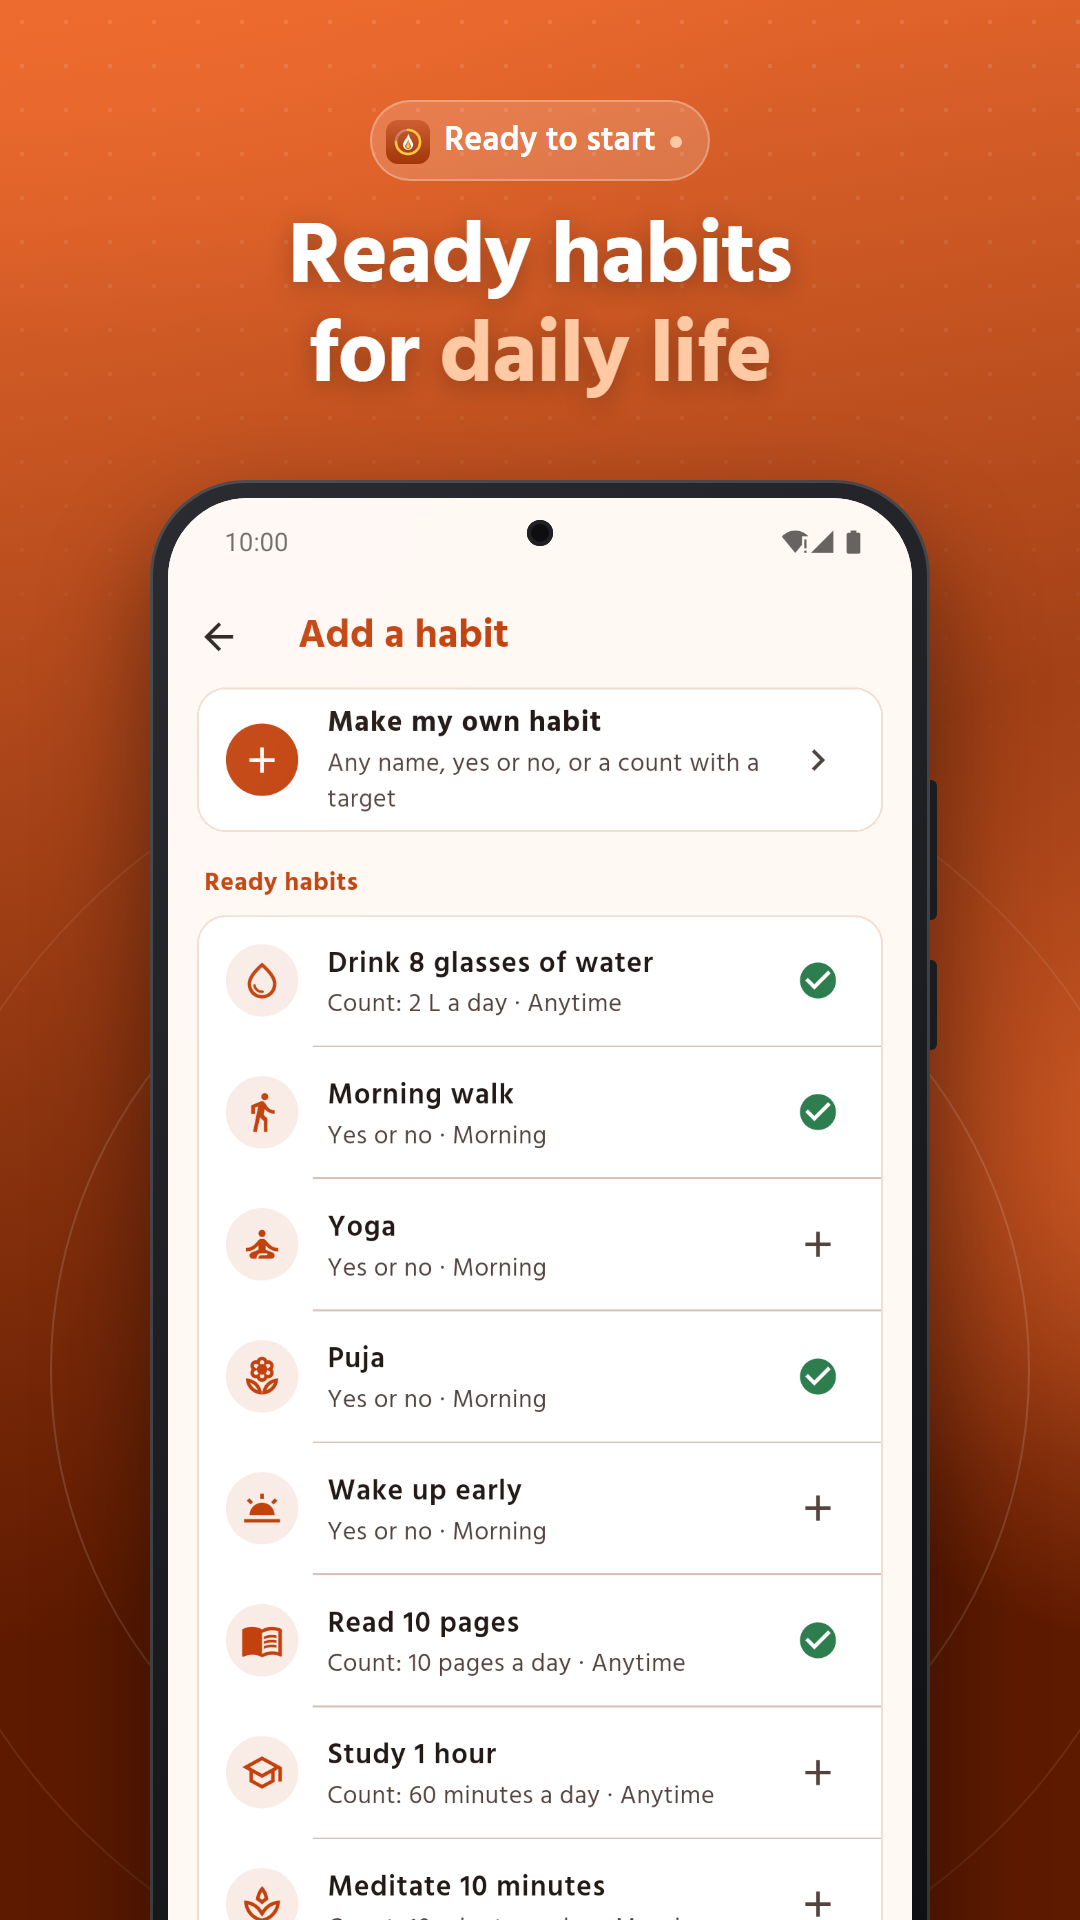 Ready to start
Ready habits
for daily life
10:00
Add a habit
Make my own habit
Any name, yes or no, or a count with a
target
Ready habits
Drink 8 glasses of water
Count: 2 L a day · Anytime
Morning walk
Yes or no · Morning
Yoga
Yes or no · Morning
Puja
Yes or no · Morning
Wake up early
Yes or no · Morning
Read 10 pages
Count: 10 pages a day · Anytime
Study 1 hour
Count: 60 minutes a day · Anytime
Meditate 10 minutes